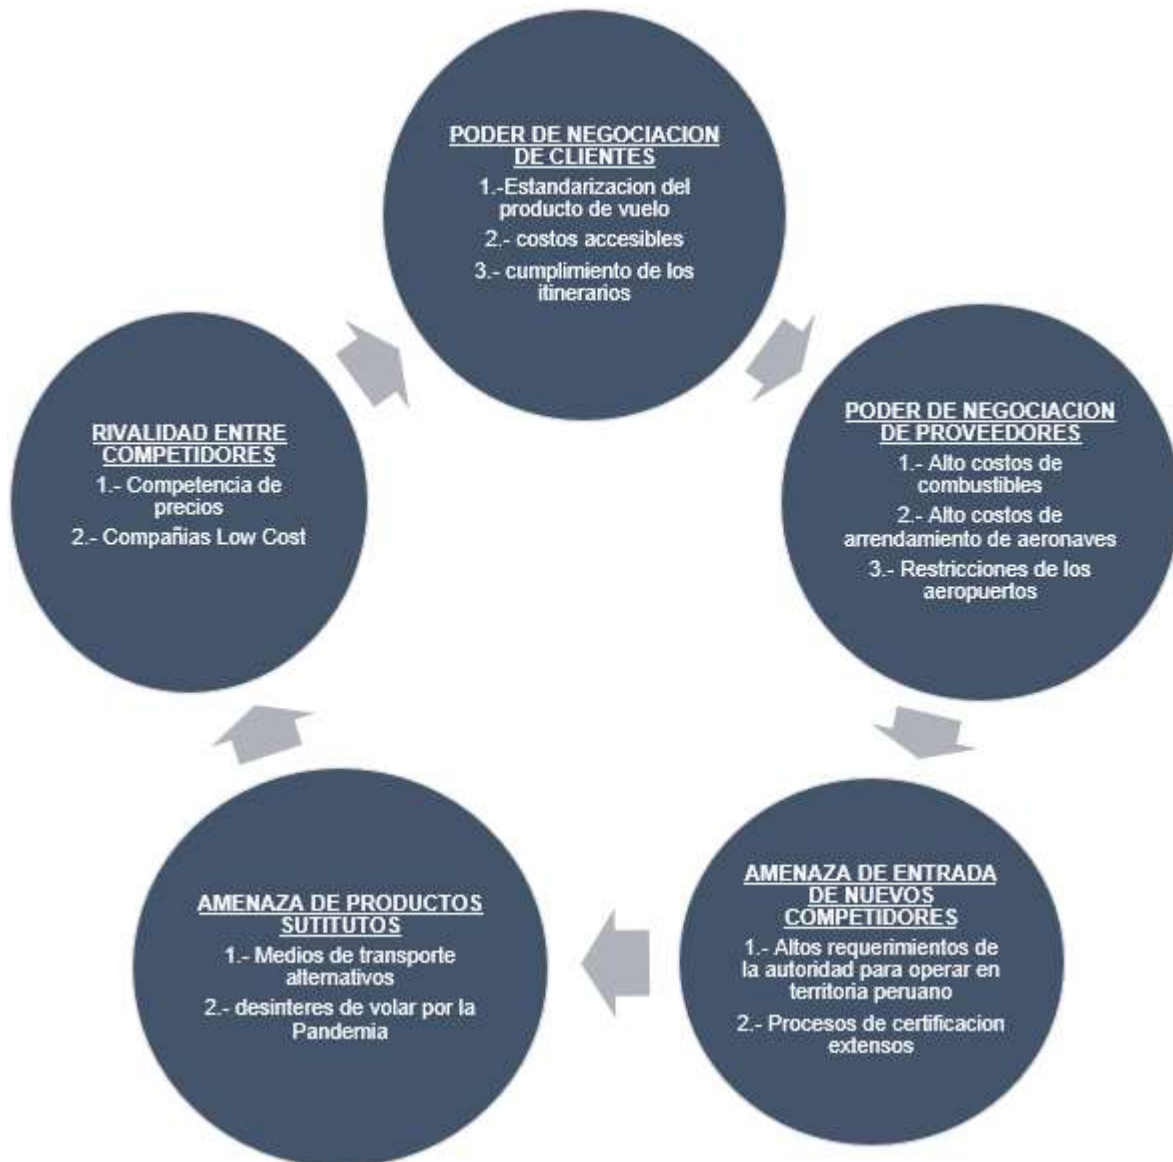 PODER DE NEGOCIACION
DE CLIENTES
1.-Estandarizacion del
producto de vuelo
2.- costos accesibles
3.- cumplimiento de los
itinerarios
PODER DE NEGOCIACION
DE PROVEEDORES
1.- Alto costos de
combustibles
2.- Alto costos de
arrendamiento de aeronaves
3.- Restricciones de los
aeropuertos
AMENAZA DE ENTRADA
DE NUEVOS
COMPETIDORES
1.- Altos requerimientos de
la autoridad para operar en
territoria peruano
2.- Procesos de certificacion
extensos
AMENAZA DE PRODUCTOS
SUTITUTOS
1.- Medios de transporte
alternativos
2.- desinteres de volar por la
Pandemia
RIVALIDAD ENTRE
COMPETIDORES
1.- Competencia de
precios
2.- Compañias Low Cost